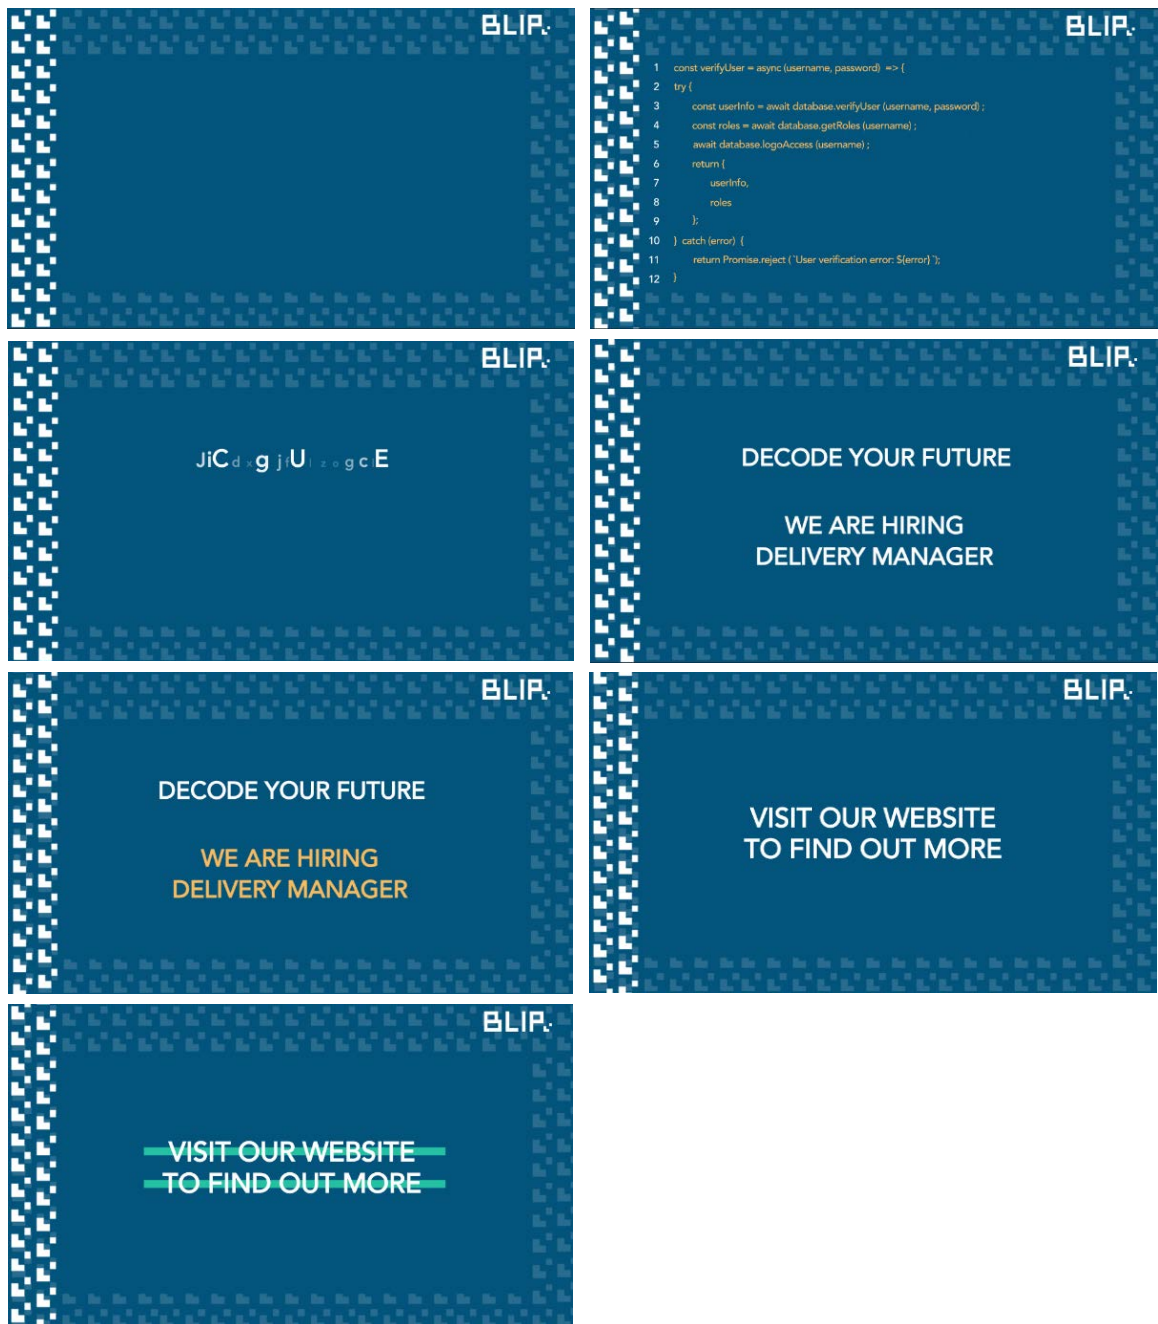 BLIP
BLIP
1 const verifyUser = async (username, password) => {
2 try {
3 const userInfo = await database.verifyUser (username, password) ;
4 const roles = await database.getRoles (username) ;
5 await database.logoAccess (username) ;
6 return {
7 userInfo,
8 roles
9 };
10 } catch (error) {
11 return Promise.reject ( `User verification error: ${error} `);
12 }
BLIP
BLIP
DECODE YOUR FUTURE
WE ARE HIRING
DELIVERY MANAGER
BLIP
DECODE YOUR FUTURE
WE ARE HIRING
DELIVERY MANAGER
BLIP
VISIT OUR WEBSITE
TO FIND OUT MORE
BLIP
VISIT OUR WEBSITE
TO FIND OUT MORE